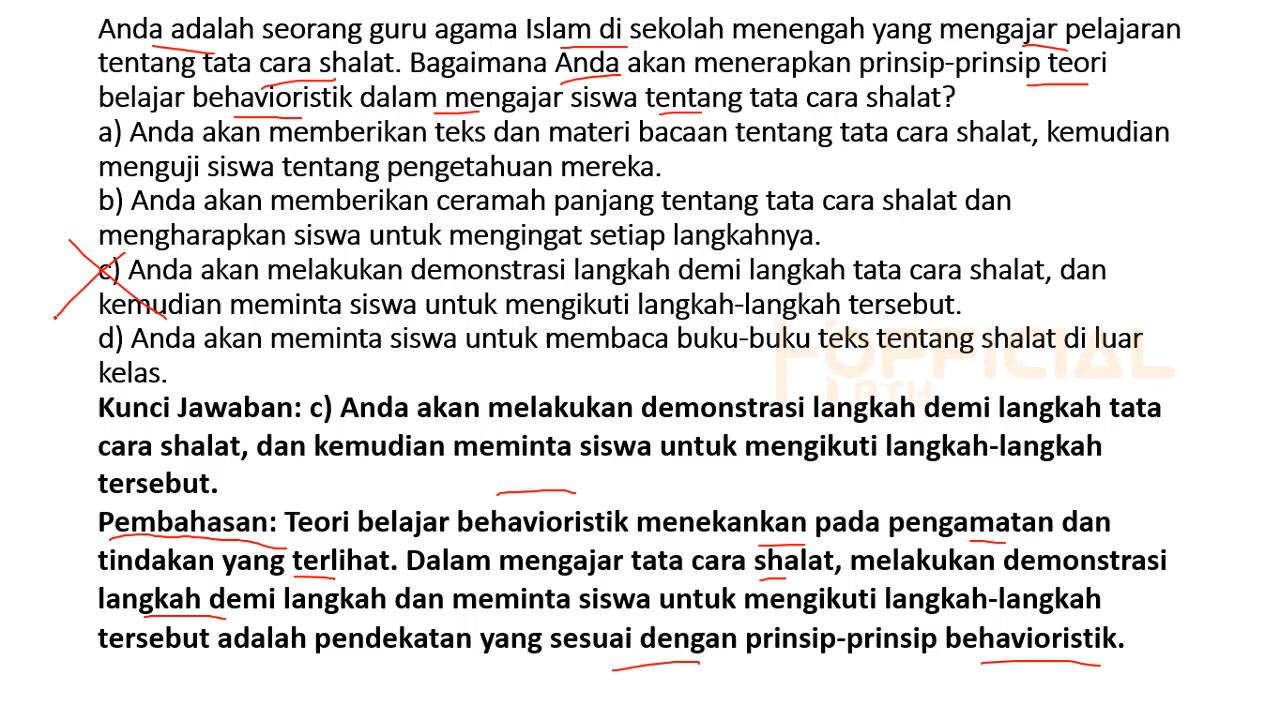 Anda adalah seorang guru agama Islam di sekolah menengah yang mengajar pelajaran
tentang tata cara shalat. Bagaimana Anda akan menerapkan prinsip-prinsip teori
belajar behavioristik dalam mengajar siswa tentang tata cara shalat?
a) Anda akan memberikan teks dan materi bacaan tentang tata cara shalat, kemudian
menguji siswa tentang pengetahuan mereka.
b) Anda akan memberikan ceramah panjang tentang tata cara shalat dan
mengharapkan siswa untuk mengingat setiap langkahnya.
c) Anda akan melakukan demonstrasi langkah demi langkah tata cara shalat, dan
kemudian meminta siswa untuk mengikuti langkah-langkah tersebut.
d) Anda akan meminta siswa untuk membaca buku-buku teks tentang shalat di luar
kelas.
OFFICIAL
Kunci Jawaban: c) Anda akan melakukan demonstrasi langkah demi langkah tata
cara shalat, dan kemudian meminta siswa untuk mengikuti langkah-langkah
tersebut.
Pembahasan: Teori belajar behavioristik menekankan pada pengamatan dan
tindakan yang terlihat. Dalam mengajar tata cara shalat, melakukan demonstrasi
langkah demi langkah dan meminta siswa untuk mengikuti langkah-langkah
tersebut adalah pendekatan yang sesuai dengan prinsip-prinsip behavioristik.